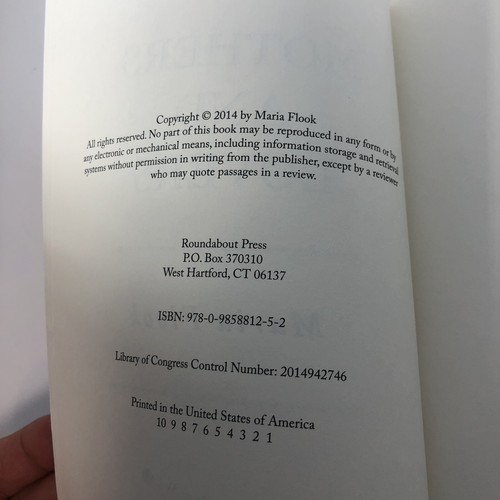 Copyright © 2014 by Maria Flook
All rights reserved. No part of this book may be reproduced in any form or by
any electronic or mechanical means, including information storage and retrieval
systems without permission in writing from the publisher, except by a reviewer
who may quote passages in a review.
Roundabout Press
P.O. Box 370310
West Hartford, CT 06137
ISBN: 978-0-9858812-5-2
Library of Congress Control Number: 2014942746
Printed in the United States of America
10 9 8 7 6 5 4 3 2 1